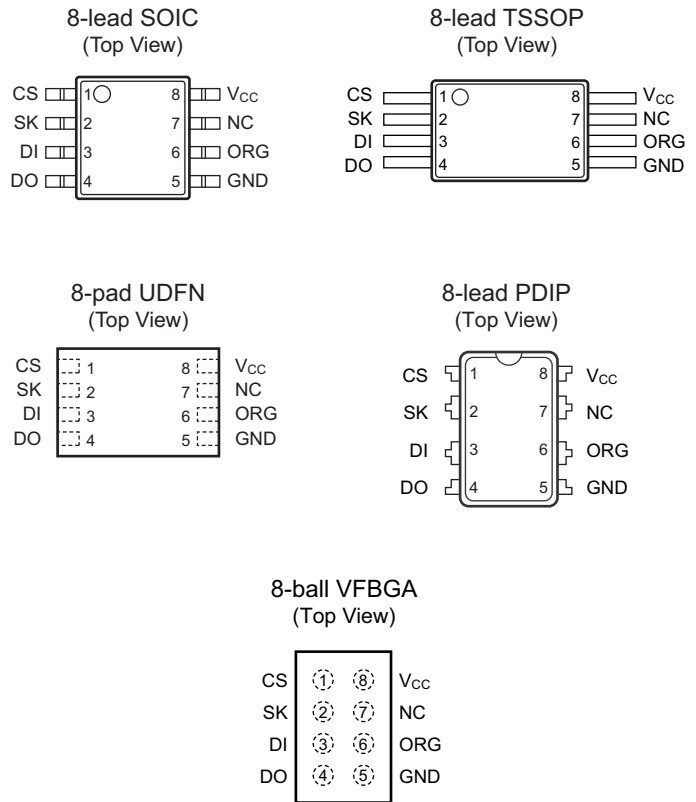 8-lead SOIC
(Top View)
CS 1 8 VCC
SK 2 7 NC
DI 3 6 ORG
DO 4 5 GND
8-lead TSSOP
(Top View)
CS 1 8 VCC
SK 2 7 NC
DI 3 6 ORG
DO 4 5 GND
8-pad UDFN
(Top View)
CS 1 8 VCC
SK 2 7 NC
DI 3 6 ORG
DO 4 5 GND
8-lead PDIP
(Top View)
CS 1 8 VCC
SK 2 7 NC
DI 3 6 ORG
DO 4 5 GND
8-ball VFBGA
(Top View)
CS 1 8 VCC
SK 2 7 NC
DI 3 6 ORG
DO 4 5 GND